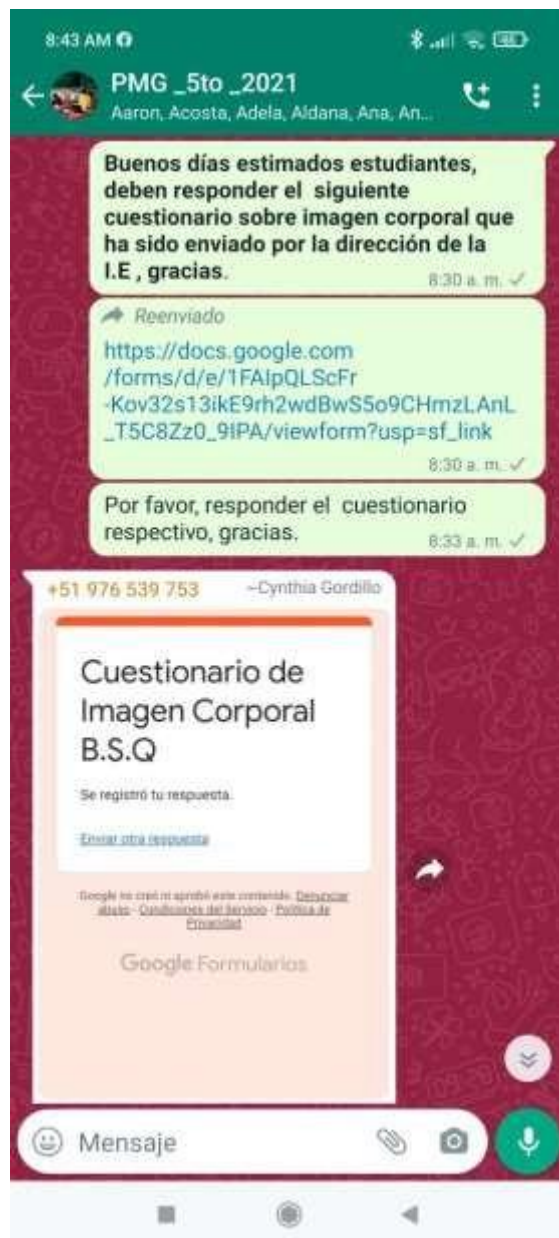 8:43 AM
PMG _5to _2021
Aaron, Acosta, Adela, Aldana, Ana, An...
Buenos días estimados estudiantes,
deben responder el siguiente
cuestionario sobre imagen corporal que
ha sido enviado por la dirección de la
I.E , gracias.
8:30 a. m.
Reenviado
https://docs.google.com
/forms/d/e/1FAIpQLScFr
-Kov32s13ikE9rh2wdBwS5o9CHmzLAnL
_T5C8Zz0_9IPA/viewform?usp=sf_link
8:30 a. m.
Por favor, responder el cuestionario
respectivo, gracias.
8:33 a. m.
+51 976 539 753 ~Cynthia Gordillo
Cuestionario de
Imagen Corporal
B.S.Q
Se registró tu respuesta.
Enviar otra respuesta
Google no creó ni aprobó este contenido. Denunciar
abuso - Condiciones del Servicio - Política de
Privacidad
Google Formularios
Mensaje